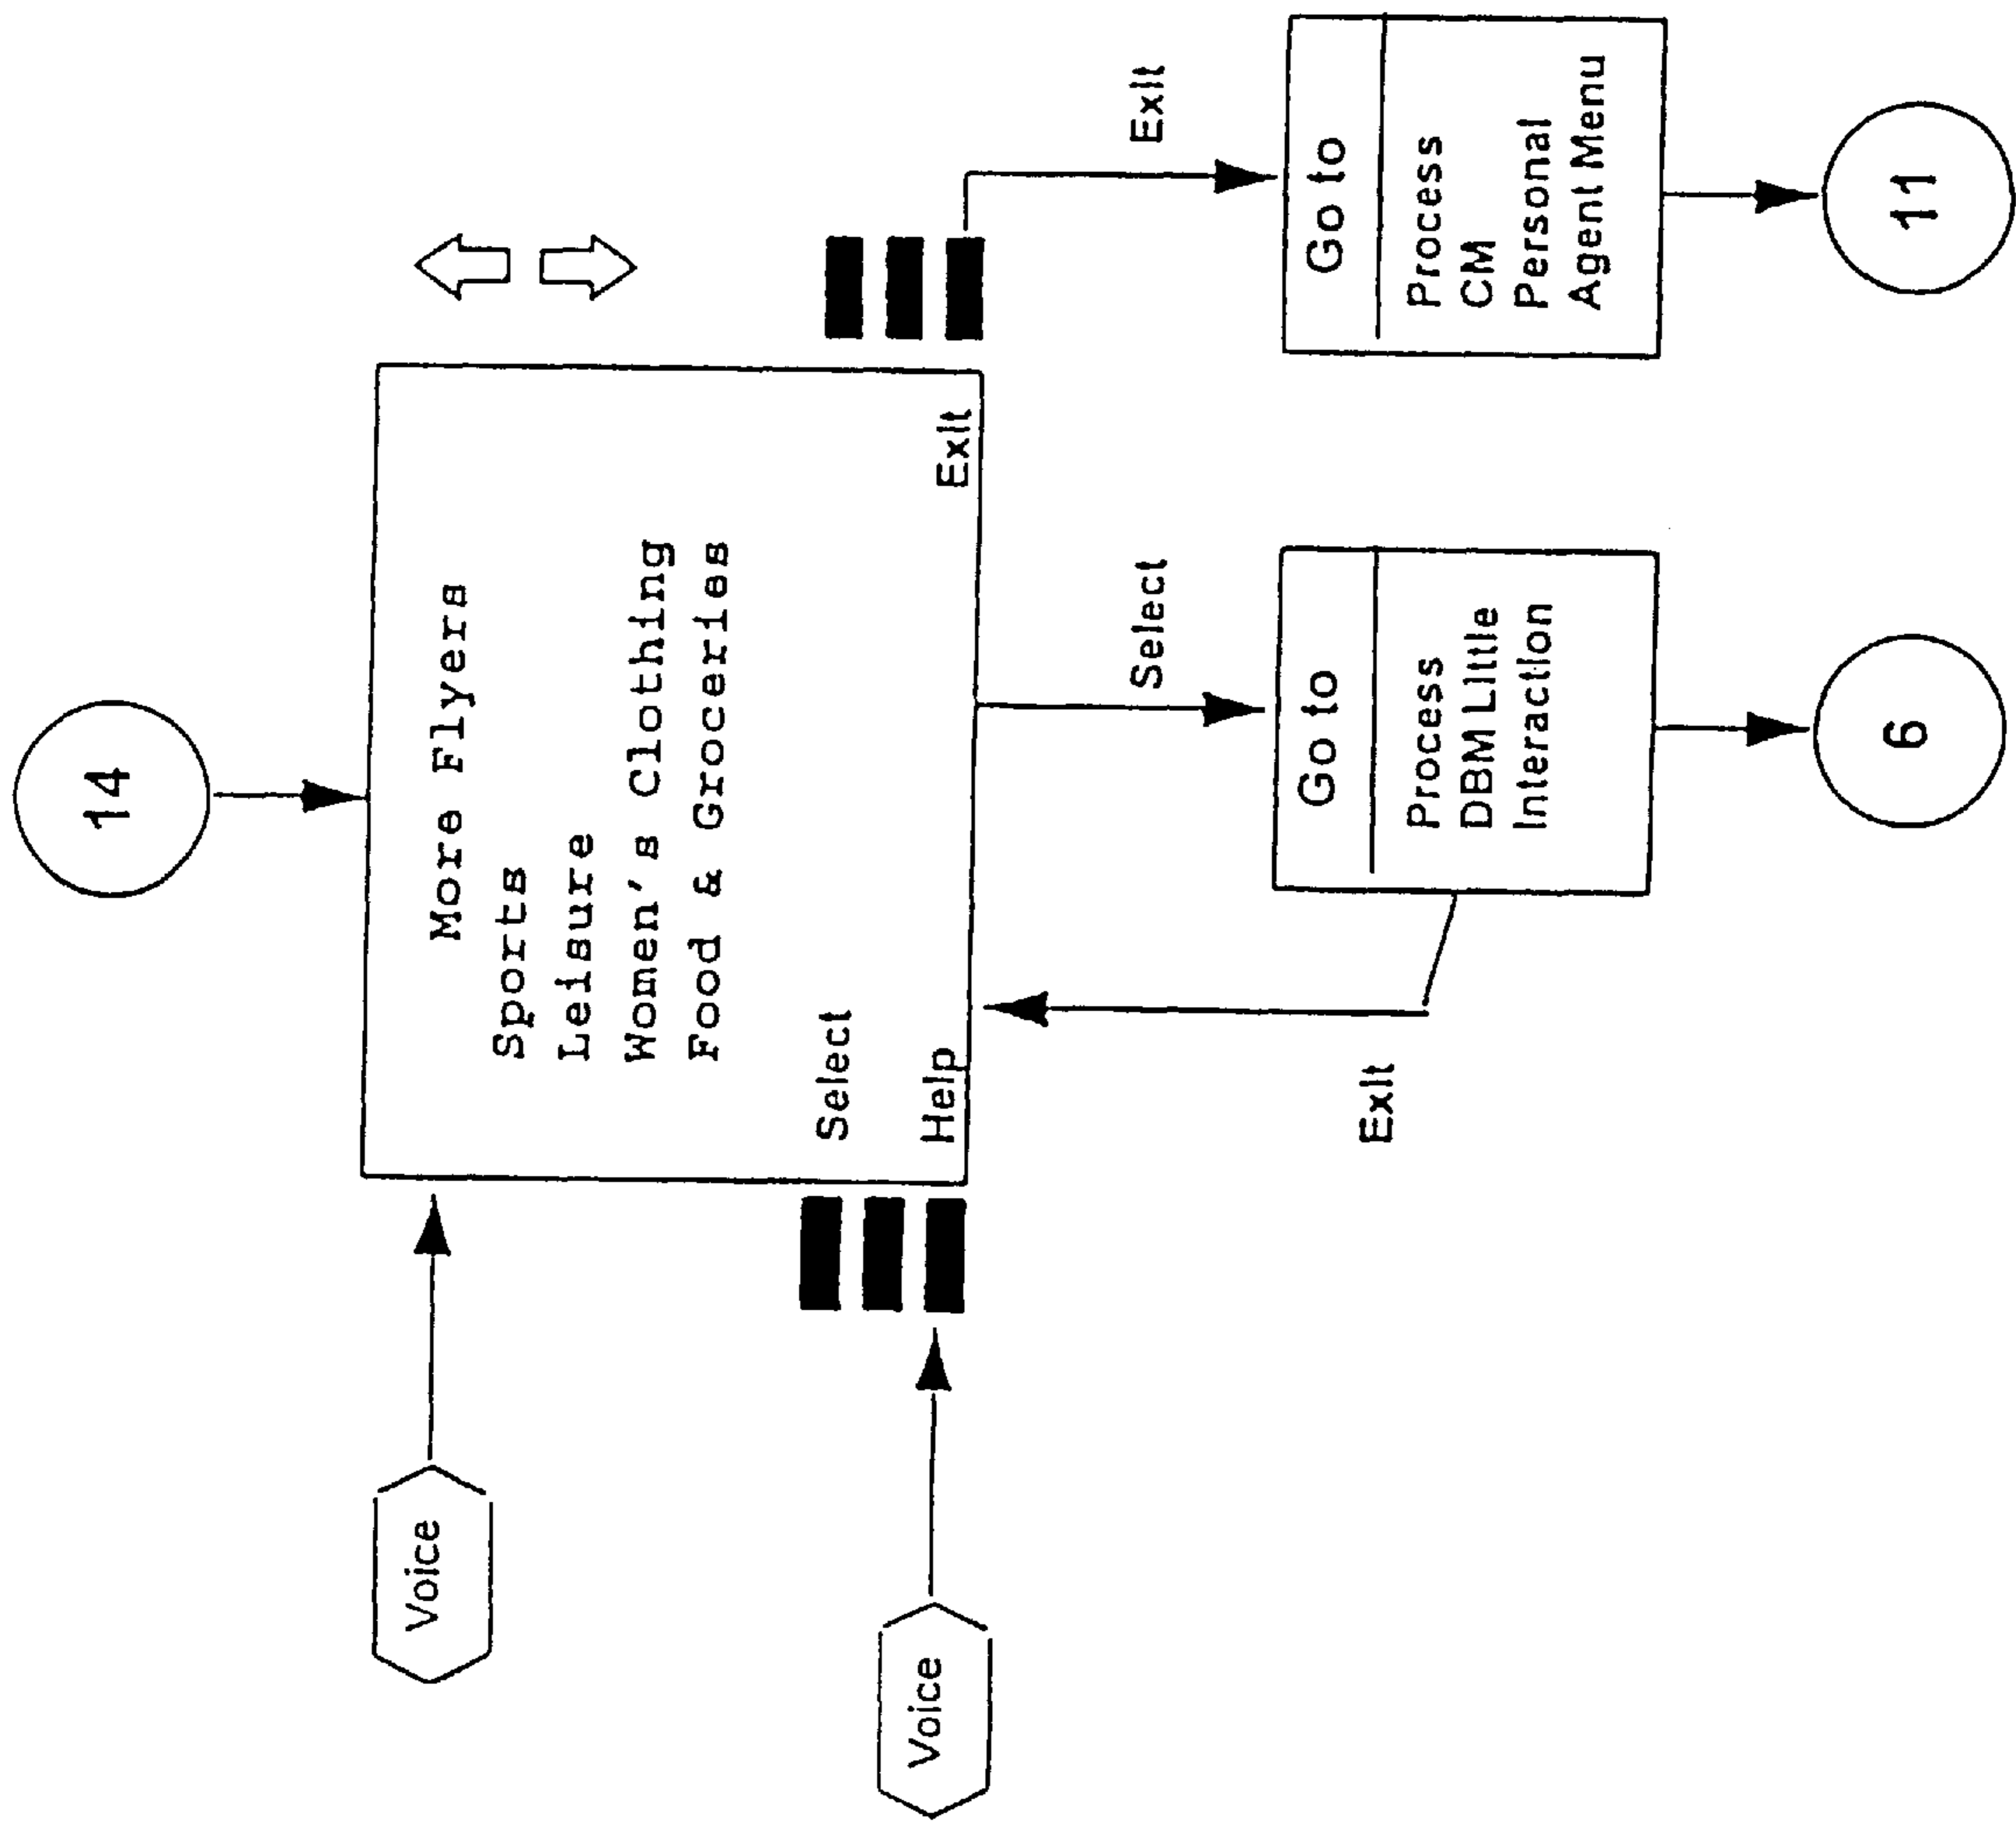 14
Voice
More Flyers
Sports
Leisure
Women's Clothing
Food & Groceries
Select
Help
Exit
Voice
Exit
Select
Exit
Go to
Process
DBM Little
Interaction
Go to
Process
CM
Personal
Agent Menu
6
11